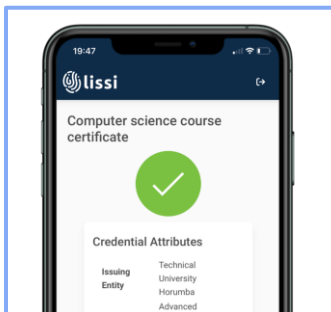 19:47
lissi
Computer science course
certificate
Credential Attributes
Issuing
Entity
Technical
University
Horumba
Advanced